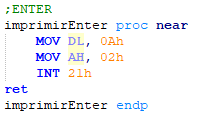 ;ENTER
imprimirEnter proc near
MOV DL, 0Ah
MOV AH, 02h
INT 21h
ret
imprimirEnter endp